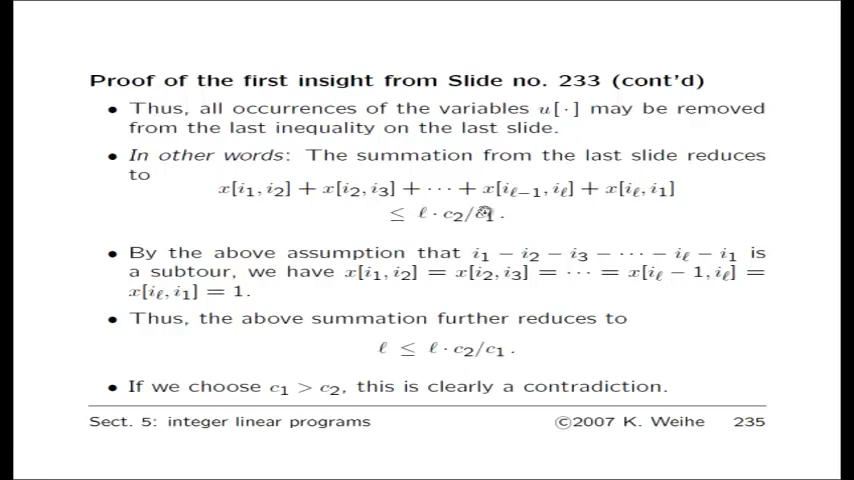 Proof of the first insight from Slide no. 233 (cont'd)
• Thus, all occurrences of the variables u[·] may be removed
from the last inequality on the last slide.
• In other words: The summation from the last slide reduces
to
x[i₁, i₂] + x[i₂, i₃] + ··· + x[iℓ₋₁, iℓ] + x[iℓ, i₁]
≤ ℓ · c₂/c₁ .
• By the above assumption that i₁ − i₂ − i₃ − ··· − iℓ − i₁ is
a subtour, we have x[i₁, i₂] = x[i₂, i₃] = ··· = x[iℓ − 1, iℓ] =
x[iℓ, i₁] = 1.
• Thus, the above summation further reduces to
ℓ ≤ ℓ · c₂/c₁ .
• If we choose c₁ > c₂, this is clearly a contradiction.
Sect. 5: integer linear programs ©2007 K. Weihe 235